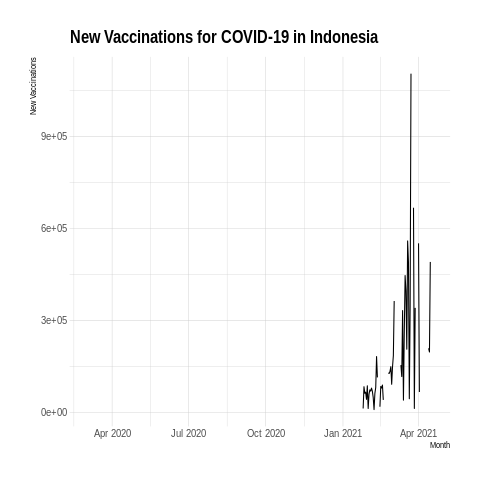 New Vaccinations for COVID-19 in Indonesia
New Vaccinations
9e+05
6e+05
3e+05
0e+00
Apr 2020
Jul 2020
Oct 2020
Jan 2021
Apr 2021
Month